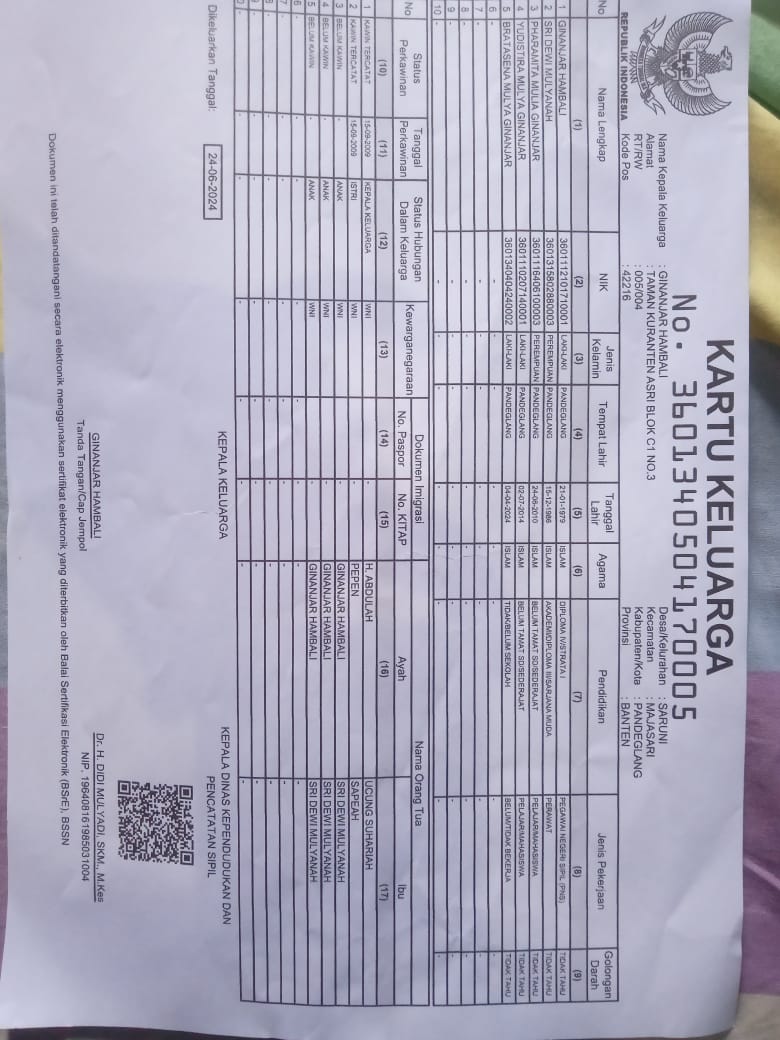 KARTU KELUARGA
No. 3601340504170005
REPUBLIK INDONESIA
Nama Kepala Keluarga : GINANJAR HAMBALI
Alamat : TAMAN KURANTEN ASRI BLOK C1 NO.3
RT/RW : 005/004
Kode Pos : 42216
Desa/Kelurahan : SARUNI
Kecamatan : MAJASARI
Kabupaten/Kota : PANDEGLANG
Provinsi : BANTEN
No Nama Lengkap NIK Jenis Kelamin Tempat Lahir Tanggal Lahir Agama Pendidikan Jenis Pekerjaan Golongan Darah
(1) (2) (3) (4) (5) (6) (7) (8) (9)
1 GINANJAR HAMBALI 3601112101710001 LAKI-LAKI PANDEGLANG 21-01-1979 ISLAM DIPLOMA IV/STRATA I PEGAWAI NEGERI SIPIL (PNS) TIDAK TAHU
2 SRI DEWI MULYANAH 3601315802880003 PEREMPUAN PANDEGLANG 15-12-1986 ISLAM AKADEMI/DIPLOMA III/SARJANA MUDA PERAWAT TIDAK TAHU
3 PHARAMITA MULIA GINANJAR 3601116406100003 PEREMPUAN PANDEGLANG 24-06-2010 ISLAM BELUM TAMAT SD/SEDERAJAT PELAJAR/MAHASISWA TIDAK TAHU
4 YUDISTIRA MULYA GINANJAR 3601110207140001 LAKI-LAKI PANDEGLANG 02-07-2014 ISLAM BELUM TAMAT SD/SEDERAJAT PELAJAR/MAHASISWA TIDAK TAHU
5 BRATASENA MULYA GINANJAR 3601340404240002 LAKI-LAKI PANDEGLANG 04-04-2024 ISLAM TIDAK/BELUM SEKOLAH BELUM/TIDAK BEKERJA TIDAK TAHU
6 - - - - - - - - -
7 - - - - - - - - -
8 - - - - - - - - -
9 - - - - - - - - -
10 - - - - - - - - -
No Status Perkawinan Tanggal Perkawinan Status Hubungan Dalam Keluarga Kewarganegaraan Dokumen Imigrasi Nama Orang Tua
No. Paspor No. KITAP Ayah Ibu
(10) (11) (12) (13) (14) (15) (16) (17)
1 KAWIN TERCATAT 15-09-2009 KEPALA KELUARGA WNI - - H. ABDULAH UCUNG SUHARIAH
2 KAWIN TERCATAT 15-09-2009 ISTRI WNI - - PEPEN SAPEAH
3 BELUM KAWIN - ANAK WNI - - GINANJAR HAMBALI SRI DEWI MULYANAH
4 BELUM KAWIN - ANAK WNI - - GINANJAR HAMBALI SRI DEWI MULYANAH
5 BELUM KAWIN - ANAK WNI - - GINANJAR HAMBALI SRI DEWI MULYANAH
6 - - - - - - - -
7 - - - - - - - -
8 - - - - - - - -
- - - - - - - -
- - - - - - - -
Dikeluarkan Tanggal: 24-06-2024
KEPALA KELUARGA
GINANJAR HAMBALI
Tanda Tangan/Cap Jempol
KEPALA DINAS KEPENDUDUKAN DAN
PENCATATAN SIPIL
Dr. H. DIDI MULYADI, SKM., M.Kes
NIP. 196408161985031004
Dokumen ini telah ditandatangani secara elektronik menggunakan sertifikat elektronik yang diterbitkan oleh Balai Sertifikasi Elektronik (BSrE), BSSN